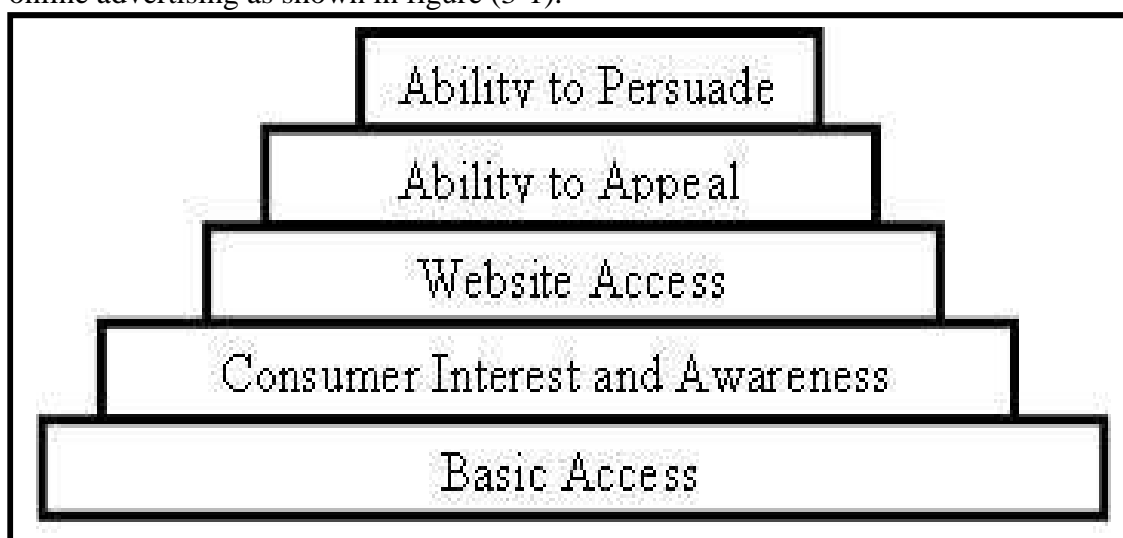 online advertising as shown in figure (3-1).
Ability to Persuade
Ability to Appeal
Website Access
Consumer Interest and Awareness
Basic Access